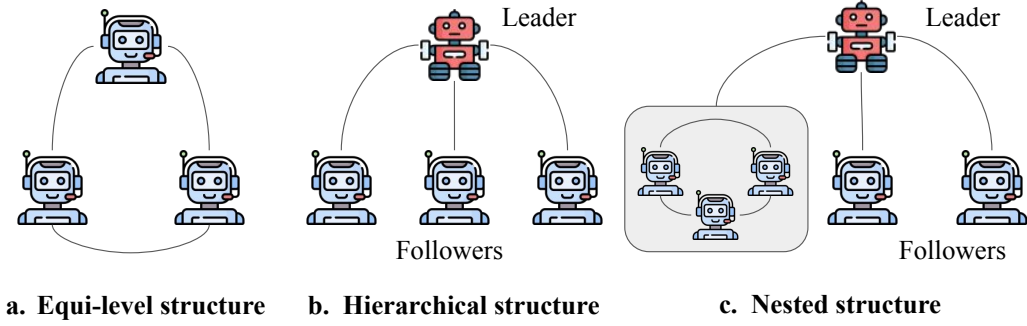 Leader
Leader
Followers
Followers
a. Equi-level structure
b. Hierarchical structure
c. Nested structure